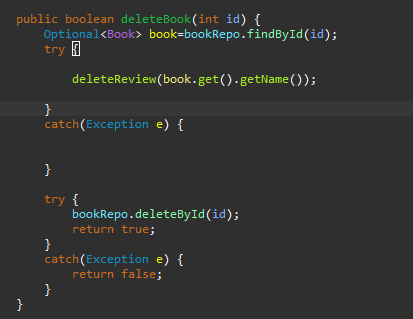 public boolean deleteBook(int id) {
Optional<Book> book=bookRepo.findById(id);
try {
deleteReview(book.get().getName());
}
catch(Exception e) {
}
try {
bookRepo.deleteById(id);
return true;
}
catch(Exception e) {
return false;
}
}